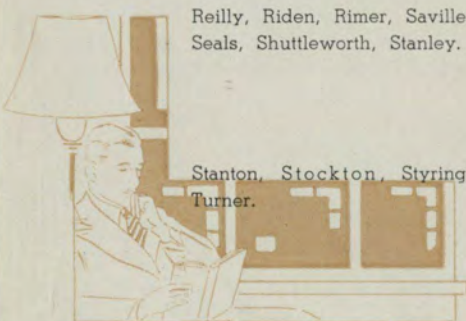 Reilly, Riden, Rimer, Saville
Seals, Shuttleworth, Stanley.
Stanton, Stockton, Styring
Turner.